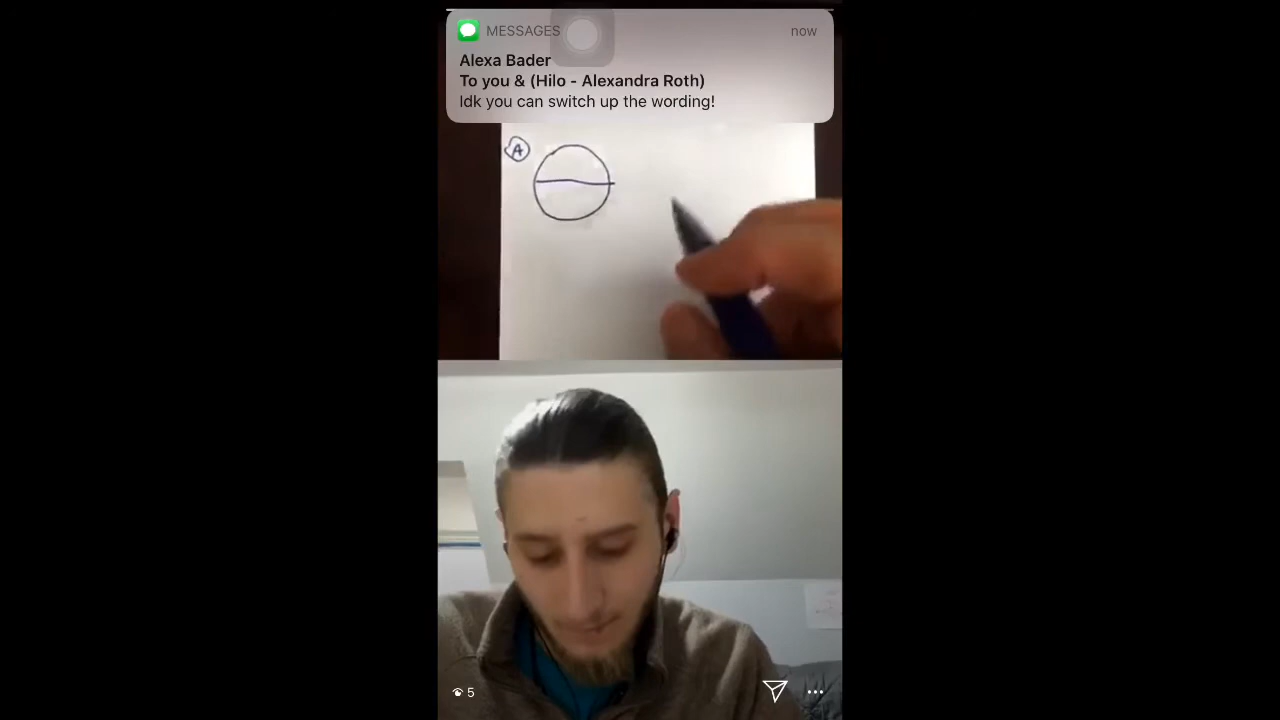 MESSAGES
now
Alexa Bader
To you & (Hilo - Alexandra Roth)
Idk you can switch up the wording!
A
5